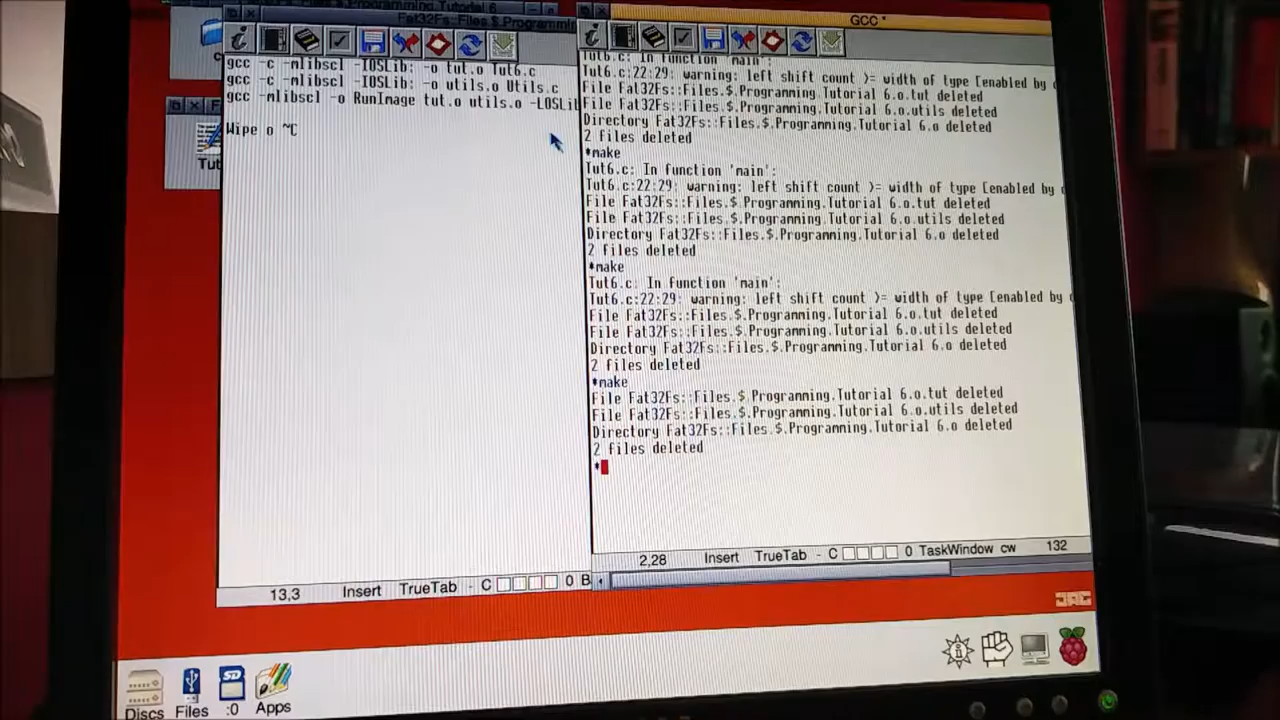 $.Programming.Tutorial 6
Fat32Fs::Files.$.Programmin
gcc -c -mlibscl -IOSLib: -o tut.o Tut6.c
gcc -c -mlibscl -IOSLib: -o utils.o Utils.c
gcc -mlibscl -o RunImage tut.o utils.o -LOSLib
Wipe o ~C
Tut
13,3 Insert TrueTab - C 0 B
GCC *
Tut6.c: In function 'main':
Tut6.c:22:29: warning: left shift count >= width of type [enabled by
File Fat32Fs::Files.$.Programming.Tutorial 6.o.tut deleted
File Fat32Fs::Files.$.Programming.Tutorial 6.o.utils deleted
Directory Fat32Fs::Files.$.Programming.Tutorial 6.o deleted
2 files deleted
*make
Tut6.c: In function 'main':
Tut6.c:22:29: warning: left shift count >= width of type [enabled by
File Fat32Fs::Files.$.Programming.Tutorial 6.o.tut deleted
File Fat32Fs::Files.$.Programming.Tutorial 6.o.utils deleted
Directory Fat32Fs::Files.$.Programming.Tutorial 6.o deleted
2 files deleted
*make
Tut6.c: In function 'main':
Tut6.c:22:29: warning: left shift count >= width of type [enabled by
File Fat32Fs::Files.$.Programming.Tutorial 6.o.tut deleted
File Fat32Fs::Files.$.Programming.Tutorial 6.o.utils deleted
Directory Fat32Fs::Files.$.Programming.Tutorial 6.o deleted
2 files deleted
*make
File Fat32Fs::Files.$.Programming.Tutorial 6.o.tut deleted
File Fat32Fs::Files.$.Programming.Tutorial 6.o.utils deleted
Directory Fat32Fs::Files.$.Programming.Tutorial 6.o deleted
2 files deleted
*
2,28 Insert TrueTab - C 0 TaskWindow cw 132
Discs Files :0 Apps